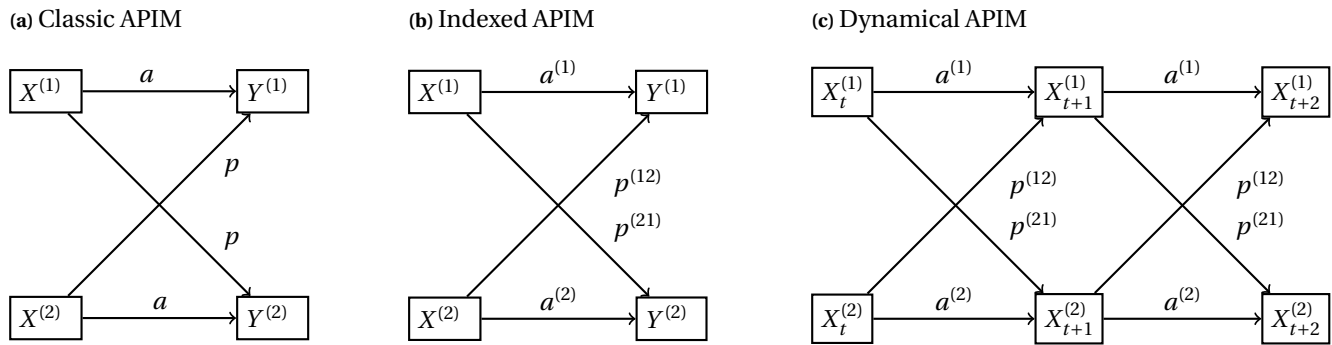 (a) Classic APIM
X^{(1)} a Y^{(1)}
p
p
X^{(2)} a Y^{(2)}
(b) Indexed APIM
X^{(1)} a^{(1)} Y^{(1)}
p^{(12)}
p^{(21)}
X^{(2)} a^{(2)} Y^{(2)}
(c) Dynamical APIM
X_t^{(1)} a^{(1)} X_{t+1}^{(1)} a^{(1)} X_{t+2}^{(1)}
p^{(12)} p^{(12)}
p^{(21)} p^{(21)}
X_t^{(2)} a^{(2)} X_{t+1}^{(2)} a^{(2)} X_{t+2}^{(2)}